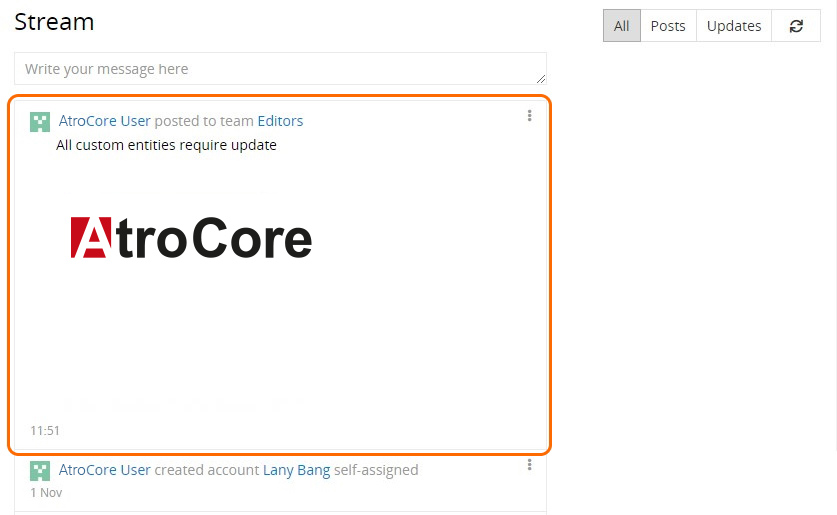 Stream
All Posts Updates
Write your message here
AtroCore User posted to team Editors
All custom entities require update
AtroCore
11:51
AtroCore User created account Lany Bang self-assigned
1 Nov